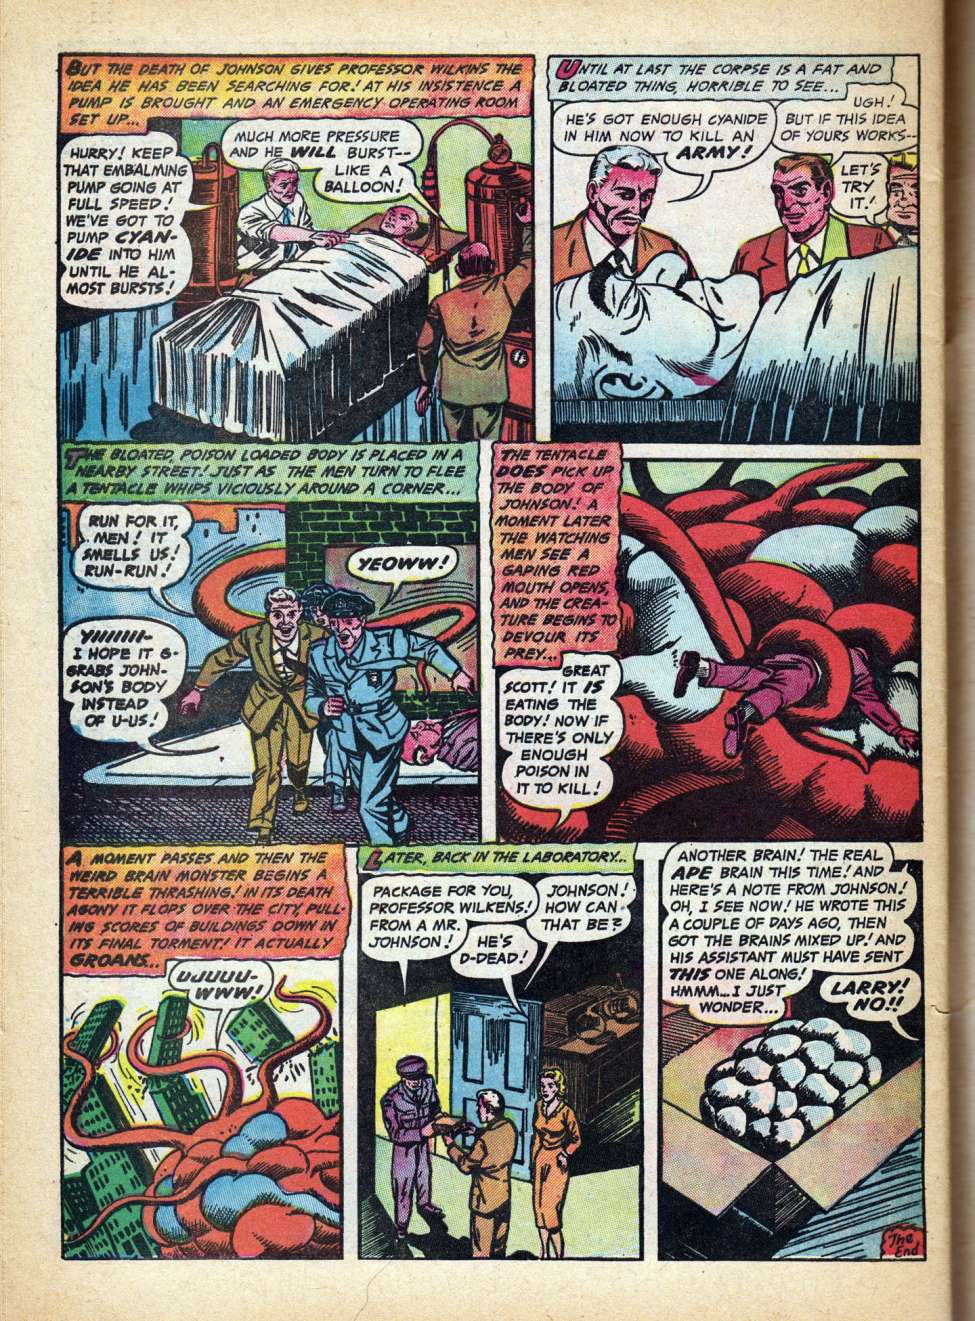 BUT THE DEATH OF JOHNSON GIVES PROFESSOR WILKINS THE
IDEA HE HAS BEEN SEARCHING FOR! AT HIS INSISTENCE A
PUMP IS BROUGHT AND AN EMERGENCY OPERATING ROOM
SET UP...
HURRY! KEEP
THAT EMBALMING
PUMP GOING AT
FULL SPEED!
WE'VE GOT TO
PUMP CYAN-
IDE INTO HIM
UNTIL HE AL-
MOST BURSTS!
MUCH MORE PRESSURE
AND HE WILL BURST--
LIKE A
BALLOON!
UNTIL AT LAST THE CORPSE IS A FAT AND
BLOATED THING, HORRIBLE TO SEE...
HE'S GOT ENOUGH CYANIDE
IN HIM NOW TO KILL AN
ARMY!
UGH!
BUT IF THIS IDEA
OF YOURS WORKS--
LET'S
TRY
IT!
THE BLOATED, POISON LOADED BODY IS PLACED IN A
NEARBY STREET! JUST AS THE MEN TURN TO FLEE
A TENTACLE WHIPS VICIOUSLY AROUND A CORNER...
RUN FOR IT,
MEN! IT
SMELLS US!
RUN-RUN!
YEOWW!
YIIIIIII-
I HOPE IT G-
GRABS JOHN-
SON'S BODY
INSTEAD
OF U-US!
THE TENTACLE
DOES PICK UP
THE BODY OF
JOHNSON! A
MOMENT LATER
THE WATCHING
MEN SEE A
GAPING RED
MOUTH OPENS,
AND THE CREA-
TURE BEGINS TO
DEVOUR ITS
PREY...
GREAT
SCOTT! IT IS
EATING THE
BODY! NOW IF
THERE'S ONLY
ENOUGH
POISON IN
IT TO KILL!
A MOMENT PASSES AND THEN THE
WEIRD BRAIN MONSTER BEGINS A
TERRIBLE THRASHING! IN ITS DEATH
AGONY IT FLOPS OVER THE CITY, PULL-
ING SCORES OF BUILDINGS DOWN IN
ITS FINAL TORMENT! IT ACTUALLY
GROANS...
UUUUU-
WWW!
LATER, BACK IN THE LABORATORY...
PACKAGE FOR YOU,
PROFESSOR WILKENS!
FROM A MR.
JOHNSON!
HE'S
D-DEAD!
JOHNSON!
HOW CAN
THAT BE?
ANOTHER BRAIN! THE REAL
APE BRAIN THIS TIME! AND
HERE'S A NOTE FROM JOHNSON!
OH, I SEE NOW! HE WROTE THIS
A COUPLE OF DAYS AGO, THEN
GOT THE BRAINS MIXED UP! AND
HIS ASSISTANT MUST HAVE SENT
THIS ONE ALONG!
HMMM... I JUST
WONDER...
LARRY!
NO!!
The
End